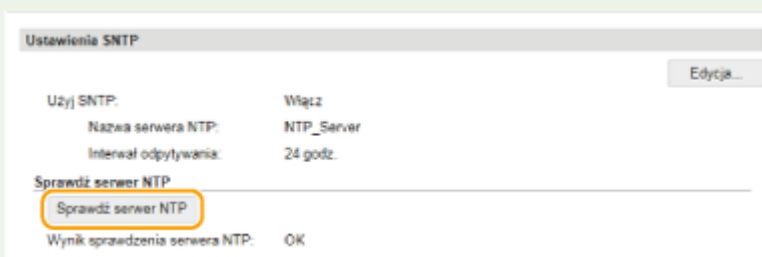 Ustawienia SNTP
Edycja...
Użyj SNTP: Włącz
Nazwa serwera NTP: NTP_Server
Interwał odpytywania: 24 godz.
Sprawdź serwer NTP
Sprawdź serwer NTP
Wynik sprawdzenia serwera NTP: OK